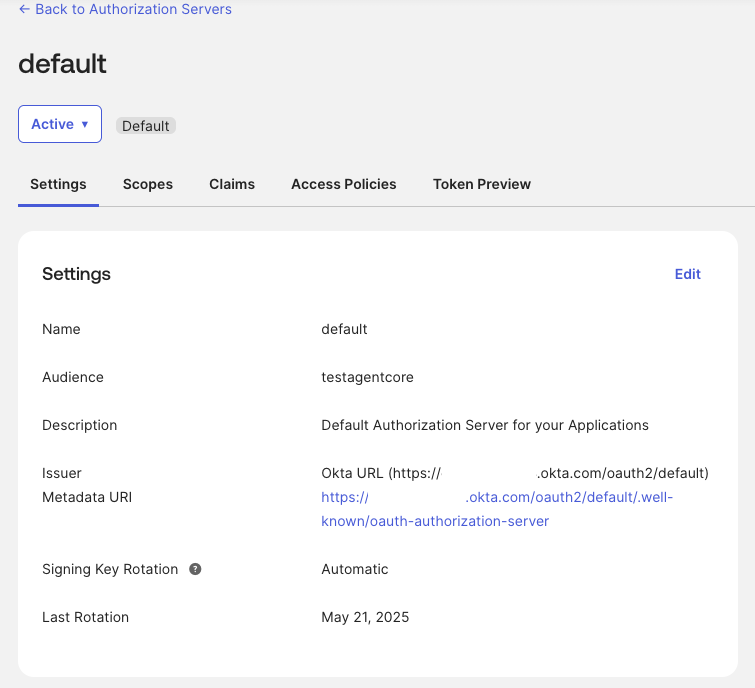 ← Back to Authorization Servers
default
Active ▾ Default
Settings Scopes Claims Access Policies Token Preview
Settings Edit
Name default
Audience testagentcore
Description Default Authorization Server for your Applications
Issuer Okta URL (https:// .okta.com/oauth2/default)
Metadata URI https:// .okta.com/oauth2/default/.well-
known/oauth-authorization-server
Signing Key Rotation ? Automatic
Last Rotation May 21, 2025